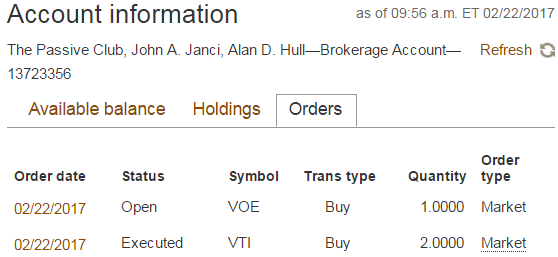 Account information
as of 09:56 a.m. ET 02/22/2017
The Passive Club, John A. Janci, Alan D. Hull—Brokerage Account—
13723356
Refresh
Available balance Holdings Orders
Order date Status Symbol Trans type Quantity Order type
02/22/2017 Open VOE Buy 1.0000 Market
02/22/2017 Executed VTI Buy 2.0000 Market